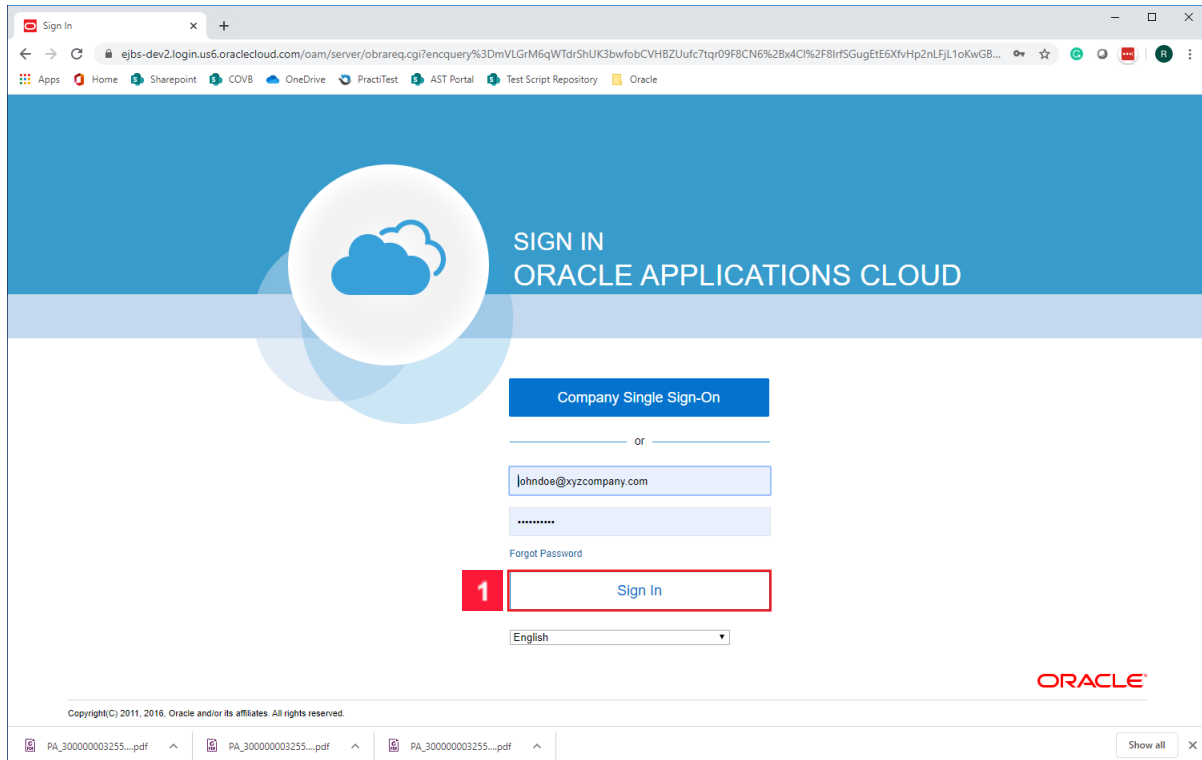 Sign In
ejbs-dev2.login.us6.oraclecloud.com/oam/server/obrareq.cgi?encquery%3DmVLGrM6qWTdrShUK3bwfobCVHBZUufc7tqr09F8CN6%2Bx4Cl%2F8IrfSGugEtE6XfvHp2nLFjL1oKwGB...
R
Apps Home Sharepoint COVB OneDrive PractiTest AST Portal Test Script Repository Oracle
SIGN IN
ORACLE APPLICATIONS CLOUD
Company Single Sign-On
or
johndoe@xyzcompany.com
Forgot Password
1 Sign In
English
ORACLE
Copyright(C) 2011, 2016, Oracle and/or its affiliates. All rights reserved.
PA_300000003255....pdf PA_300000003255....pdf PA_300000003255....pdf Show all